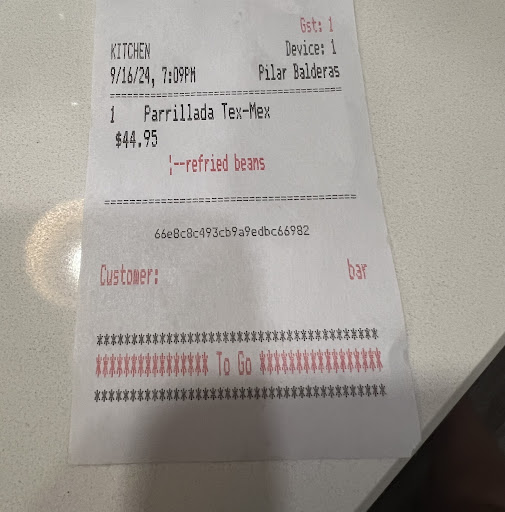 Gst: 1
KITCHEN Device: 1
9/16/24, 7:09PM Pilar Balderas
==========================================
1 Parrillada Tex-Mex
$44.95
¦--refried beans
==========================================
66e8c8c493cb9a9edbc66982
Customer: bar
****************************************
*************** To Go ****************
****************************************